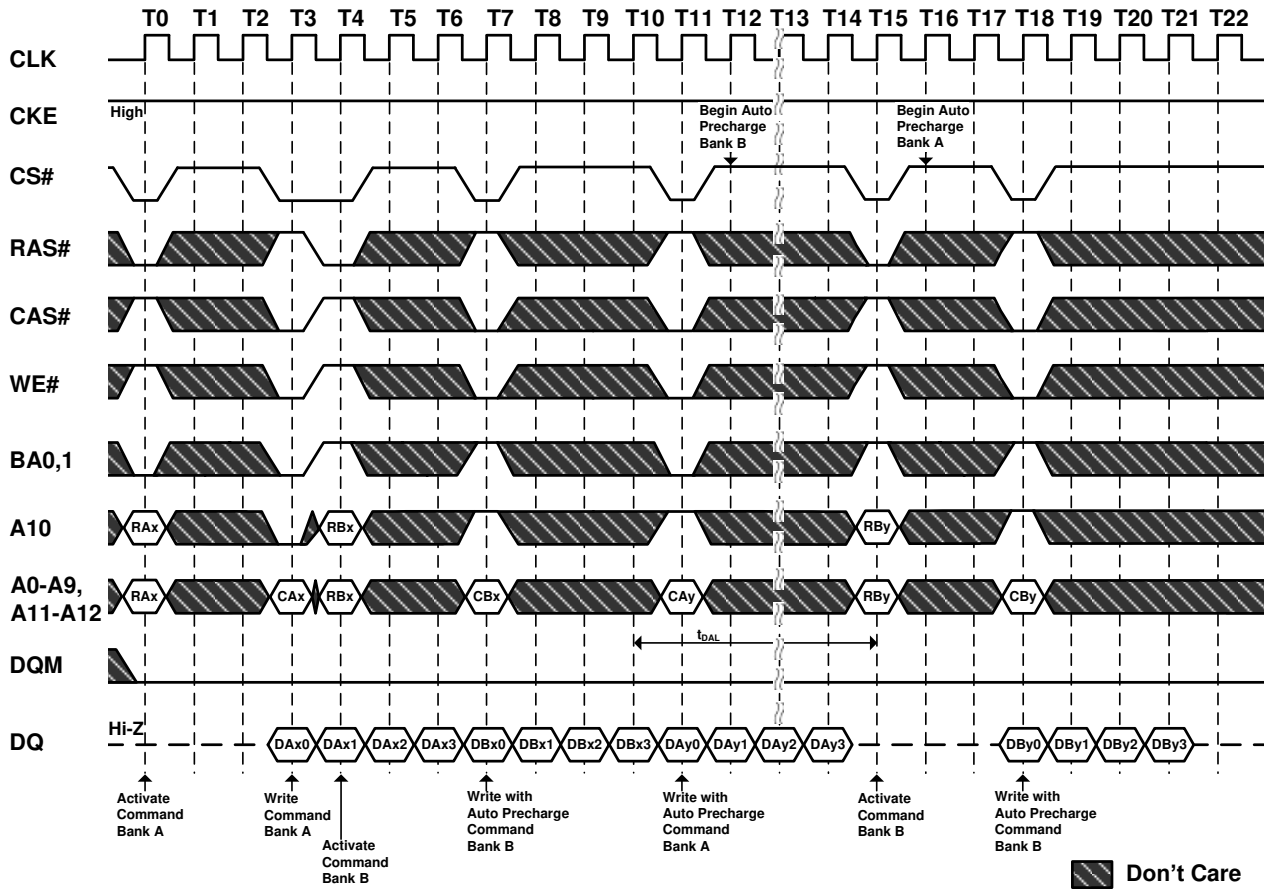 T0 T1 T2 T3 T4 T5 T6 T7 T8 T9 T10 T11 T12 T13 T14 T15 T16 T17 T18 T19 T20 T21 T22
CLK
CKE
High
Begin Auto
Precharge
Bank B
Begin Auto
Precharge
Bank A
CS#
RAS#
CAS#
WE#
BA0,1
A10
RAx RBx RBy
A0-A9,
A11-A12
RAx CAx RBx CBx CAy RBy CBy
tDAL
DQM
Hi-Z
DQ
DAx0 DAx1 DAx2 DAx3 DBx0 DBx1 DBx2 DBx3 DAy0 DAy1 DAy2 DAy3 DBy0 DBy1 DBy2 DBy3
Activate
Command
Bank A
Write
Command
Bank A
Activate
Command
Bank B
Write with
Auto Precharge
Command
Bank B
Write with
Auto Precharge
Command
Bank A
Activate
Command
Bank B
Write with
Auto Precharge
Command
Bank B
Don't Care